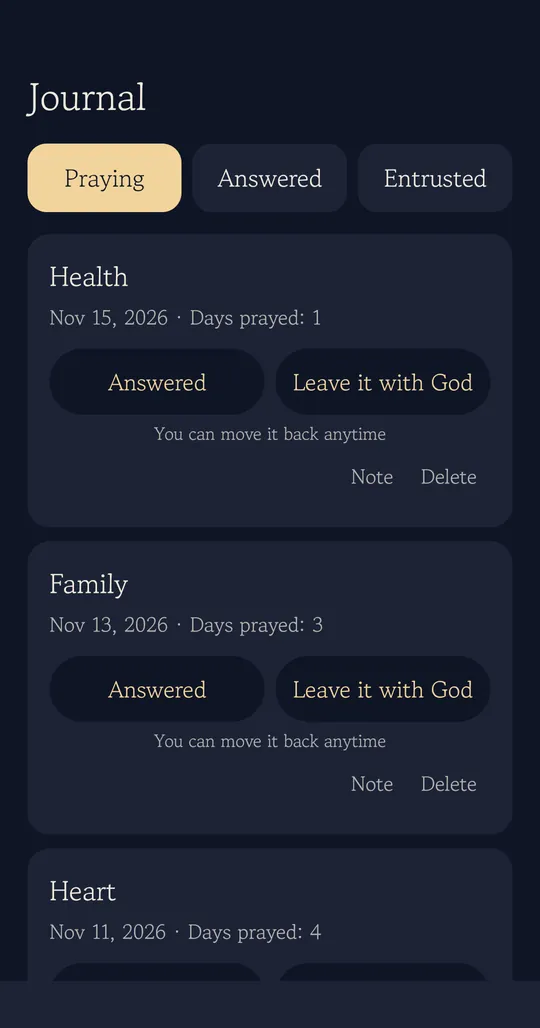 Journal
Praying Answered Entrusted
Health
Nov 15, 2026 · Days prayed: 1
Answered Leave it with God
You can move it back anytime
Note Delete
Family
Nov 13, 2026 · Days prayed: 3
Answered Leave it with God
You can move it back anytime
Note Delete
Heart
Nov 11, 2026 · Days prayed: 4